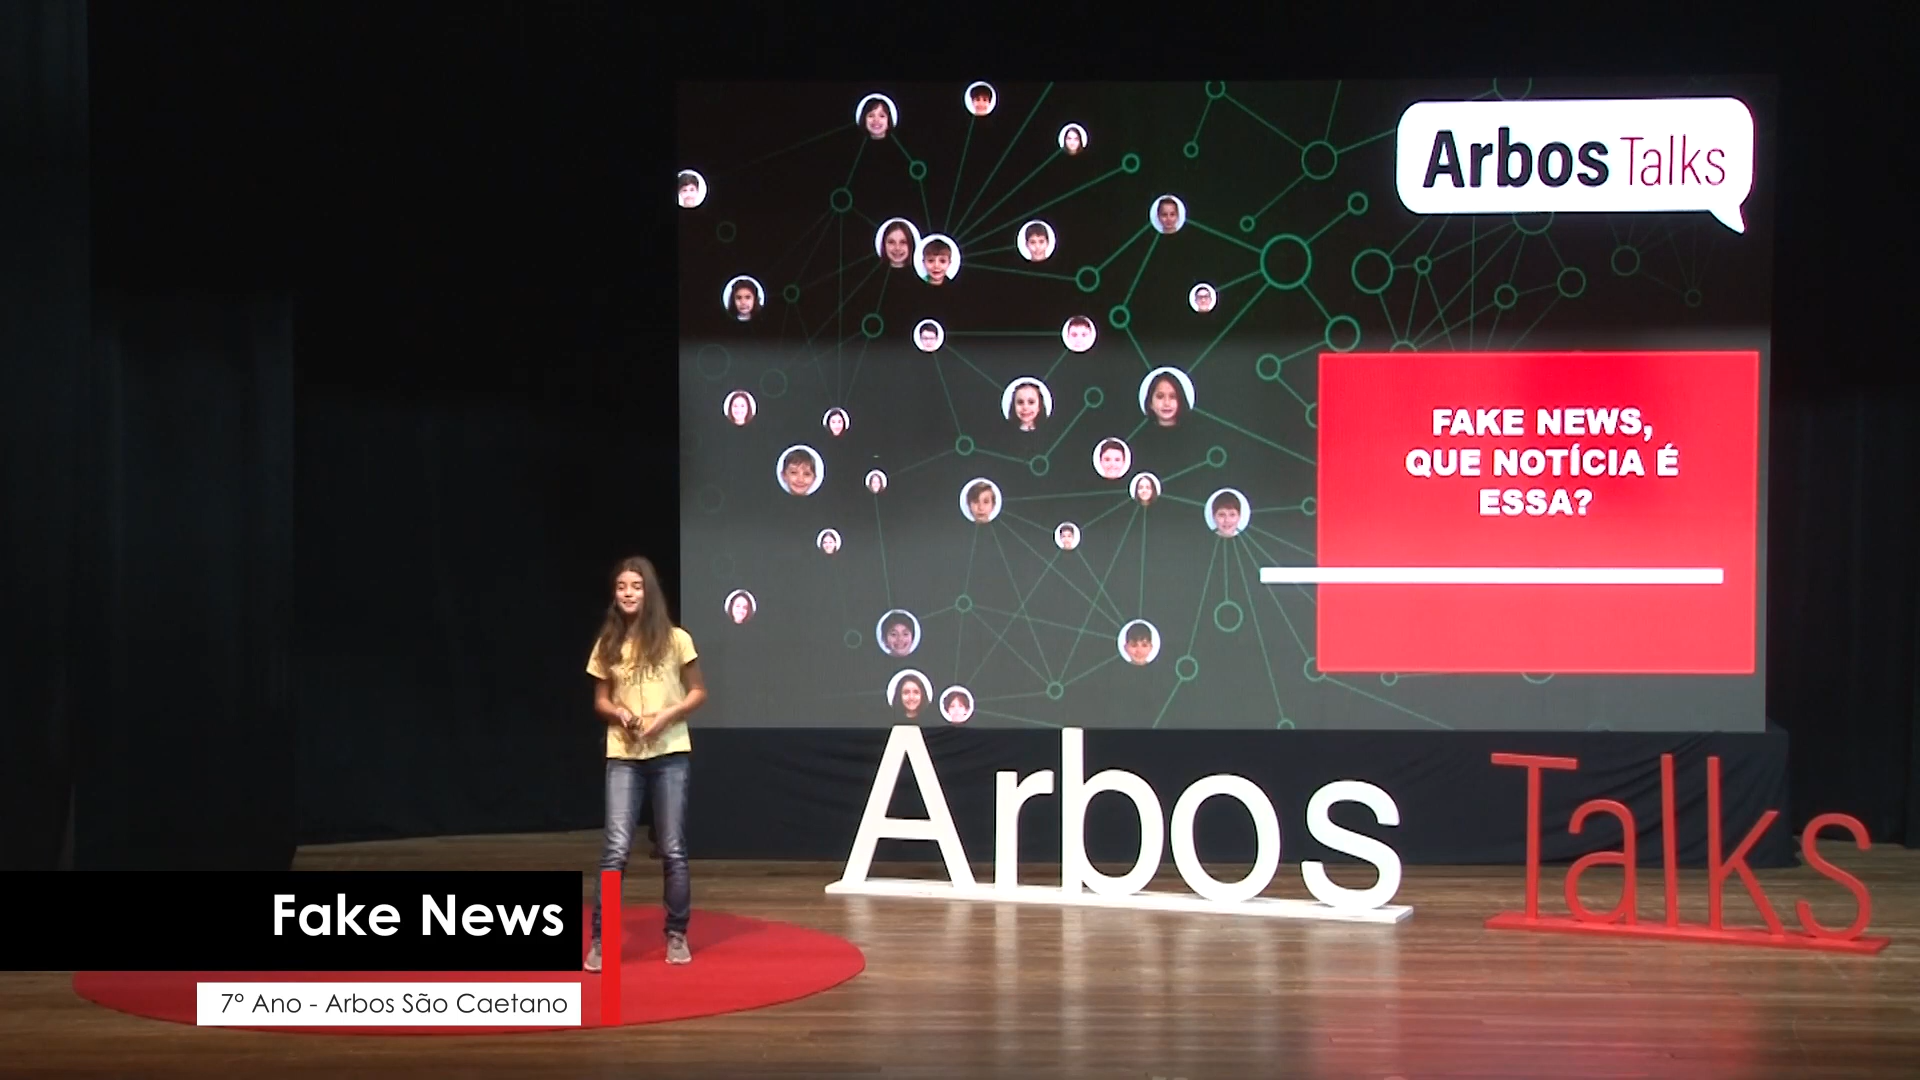 Arbos Talks
FAKE NEWS,
QUE NOTÍCIA É
ESSA?
Arbos Talks
Fake News
7º Ano - Arbos São Caetano